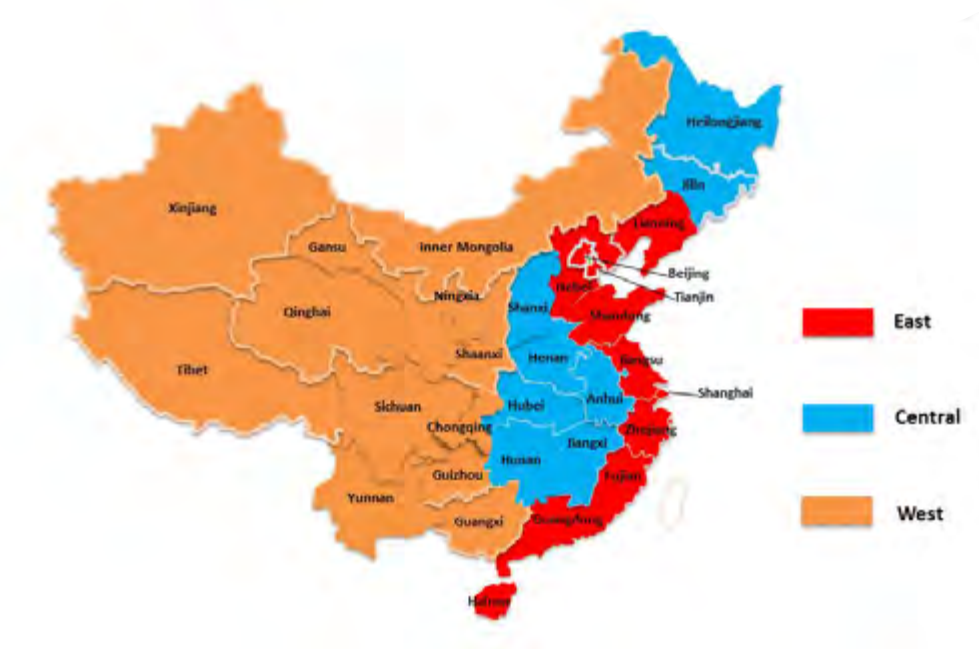 Heilongjiang
Jilin
Xinjiang
Lianning
Gansu
Inner Mongolia
Beijing
Hebei
Ningxia
Tianjin
Qinghai
Shanxi
Shandong
East
Shaanxi
Henan
Jiangsu
Tibet
Shanghai
Sichuan
Hubei
Anhui
Central
Chongqing
Zhejiang
Jiangxi
Hunan
Guizhou
Fujian
Yunnan
Guangxi
Guangdong
West
Hainan